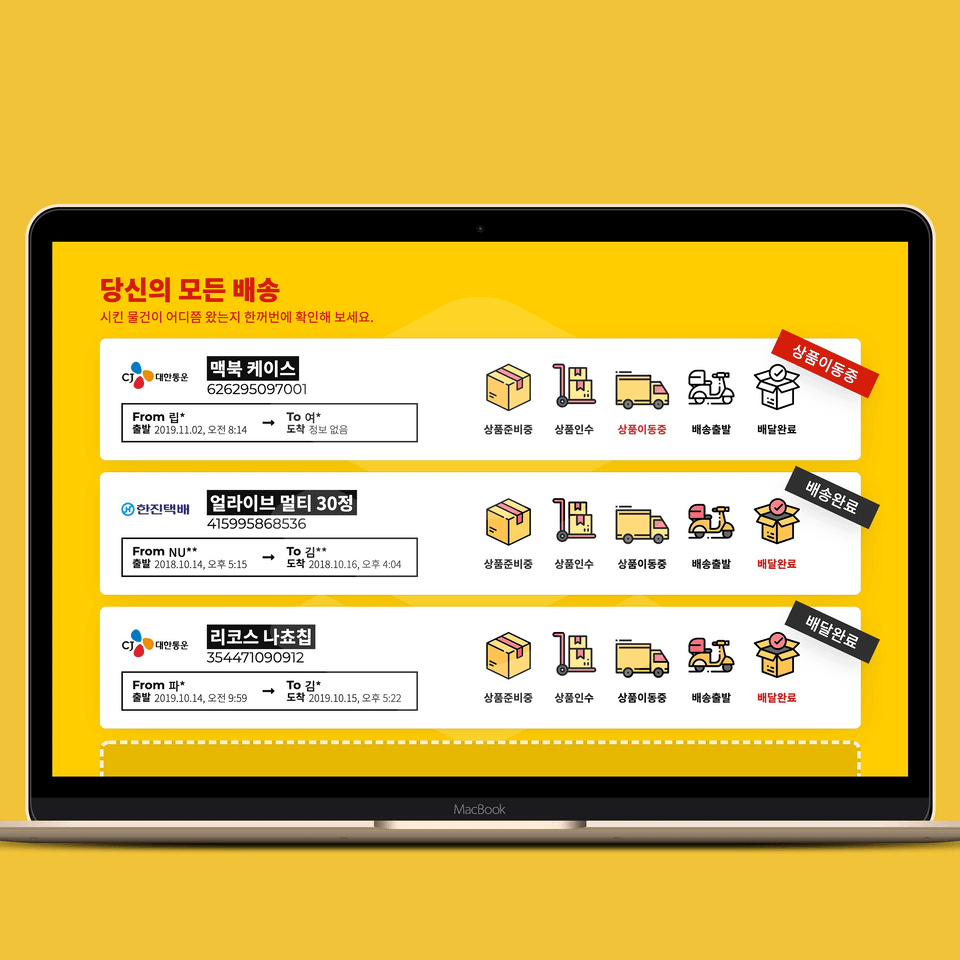 당신의 모든 배송
시킨 물건이 어디쯤 왔는지 한꺼번에 확인해 보세요.
상품이동중
CJ 대한통운
맥북 케이스
626295097001
From 립*
출발 2019.11.02, 오전 8:14
→
To 여*
도착 정보 없음
상품준비중 상품인수 상품이동중 배송출발 배달완료
배송완료
한진택배
얼라이브 멀티 30정
415995868536
From NU**
출발 2018.10.14, 오후 5:15
→
To 김**
도착 2018.10.16, 오후 4:04
상품준비중 상품인수 상품이동중 배송출발 배달완료
배달완료
CJ 대한통운
리코스 나쵸칩
354471090912
From 파*
출발 2019.10.14, 오전 9:59
→
To 김*
도착 2019.10.15, 오후 5:22
상품준비중 상품인수 상품이동중 배송출발 배달완료
MacBook